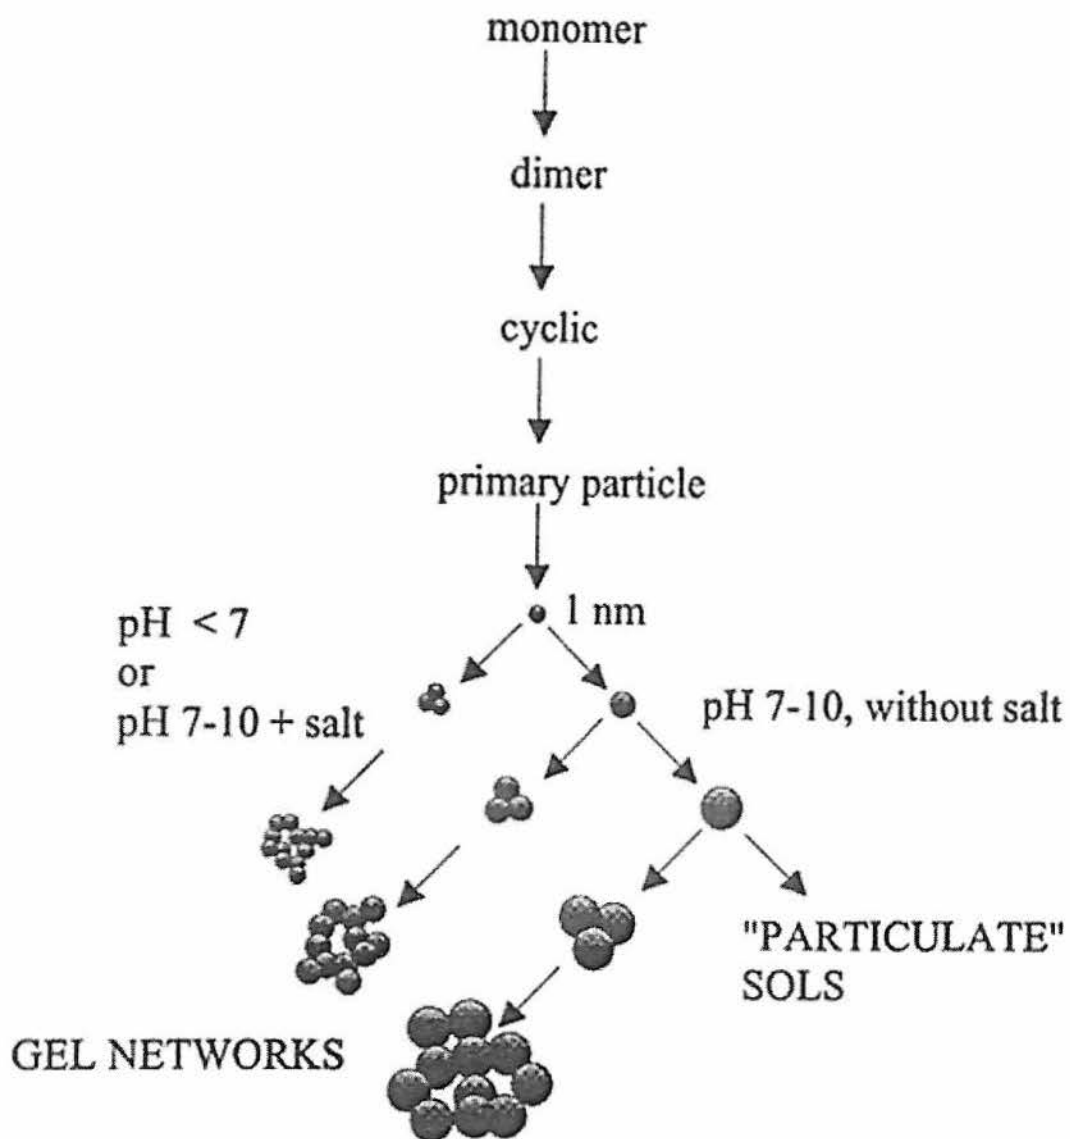 monomer
dimer
cyclic
primary particle
1 nm
pH < 7
or
pH 7-10 + salt
pH 7-10, without salt
"PARTICULATE"
SOLS
GEL NETWORKS